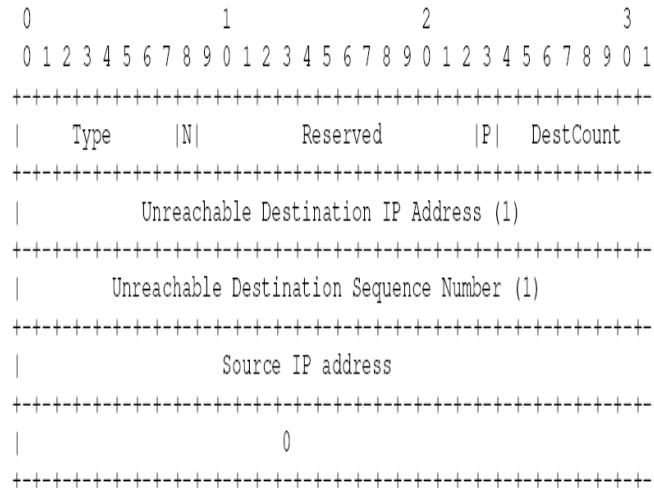 0                   1                   2                   3
0 1 2 3 4 5 6 7 8 9 0 1 2 3 4 5 6 7 8 9 0 1 2 3 4 5 6 7 8 9 0 1
+-+-+-+-+-+-+-+-+-+-+-+-+-+-+-+-+-+-+-+-+-+-+-+-+-+-+-+-+-+-+-+-
|     Type      |N|          Reserved         |P|   DestCount
+-+-+-+-+-+-+-+-+-+-+-+-+-+-+-+-+-+-+-+-+-+-+-+-+-+-+-+-+-+-+-+-
|            Unreachable Destination IP Address (1)
+-+-+-+-+-+-+-+-+-+-+-+-+-+-+-+-+-+-+-+-+-+-+-+-+-+-+-+-+-+-+-+-
|         Unreachable Destination Sequence Number (1)
+-+-+-+-+-+-+-+-+-+-+-+-+-+-+-+-+-+-+-+-+-+-+-+-+-+-+-+-+-+-+-+-
|                    Source IP address
+-+-+-+-+-+-+-+-+-+-+-+-+-+-+-+-+-+-+-+-+-+-+-+-+-+-+-+-+-+-+-+-
|                          0
+-+-+-+-+-+-+-+-+-+-+-+-+-+-+-+-+-+-+-+-+-+-+-+-+-+-+-+-+-+-+-+-